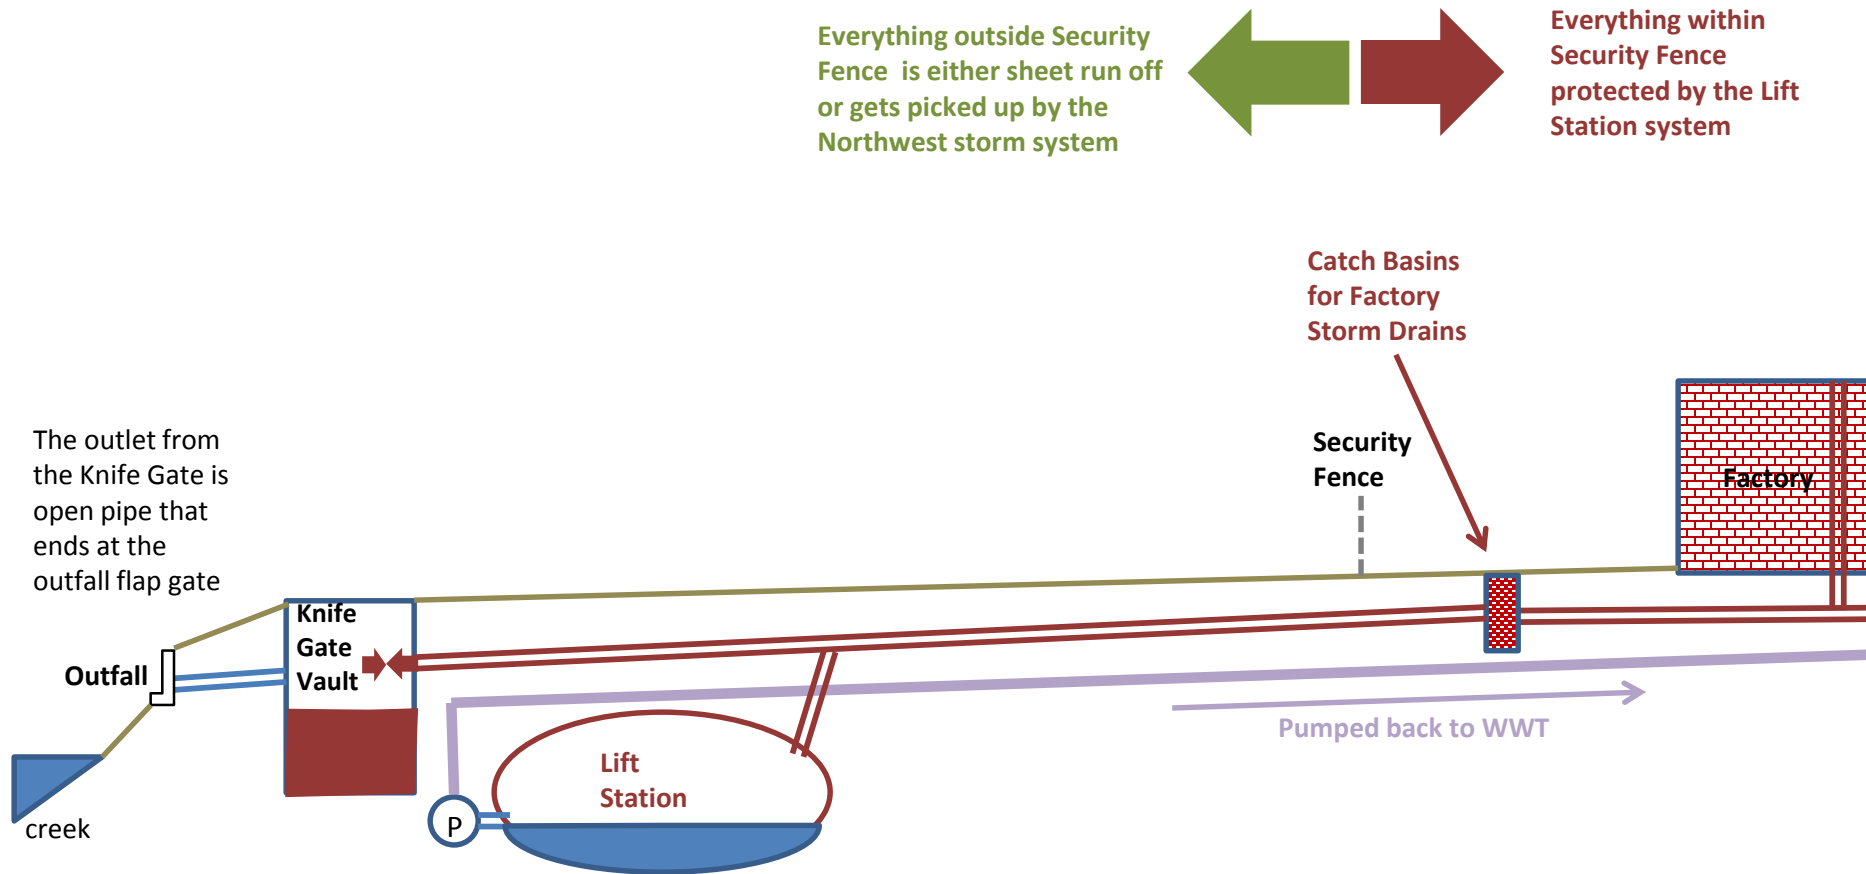 Everything outside Security
Fence  is either sheet run off
or gets picked up by the
Northwest storm system
Everything within
Security Fence
protected by the Lift
Station system
Catch Basins
for Factory
Storm Drains
The outlet from
the Knife Gate is
open pipe that
ends at the
outfall flap gate
Security
Fence
Factory
Knife
Gate
Vault
Outfall
Pumped back to WWT
Lift
Station
P
creek